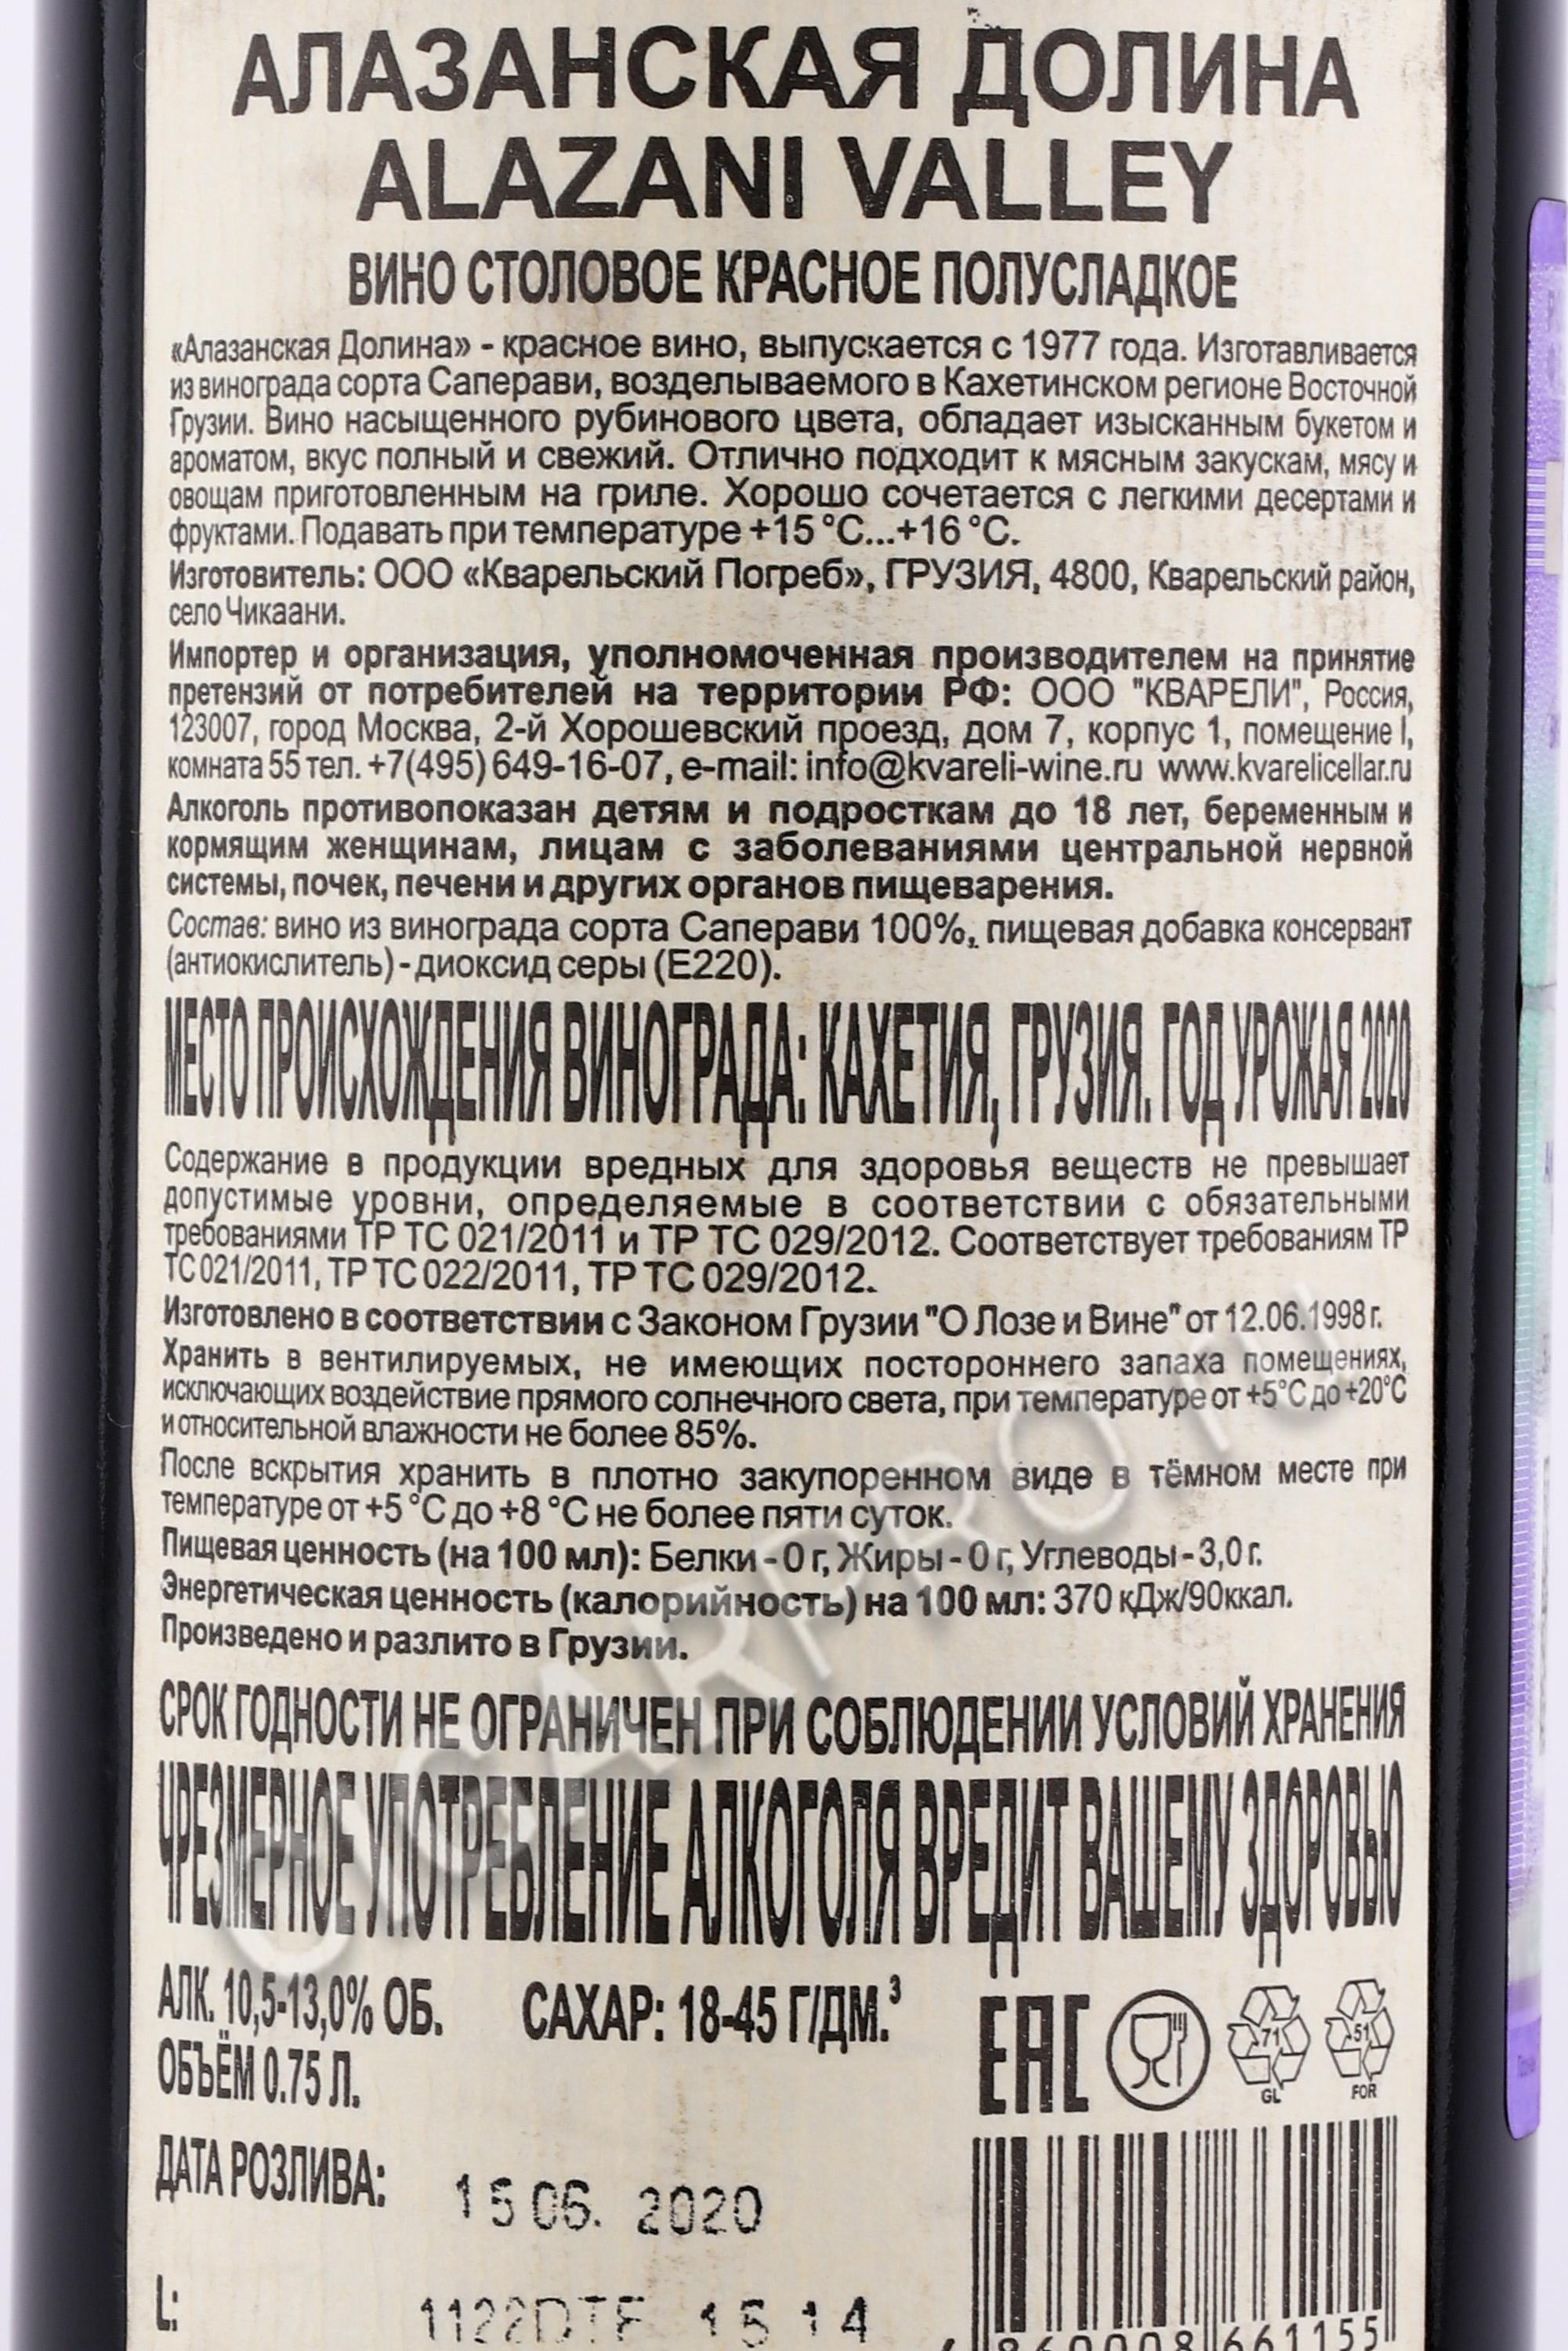 АЛАЗАНСКАЯ ДОЛИНА
ALAZANI VALLEY
ВИНО СТОЛОВОЕ КРАСНОЕ ПОЛУСЛАДКОЕ
«Алазанская Долина» - красное вино, выпускается с 1977 года. Изготавливается
из винограда сорта Саперави, возделываемого в Кахетинском регионе Восточной
Грузии. Вино насыщенного рубинового цвета, обладает изысканным букетом и
ароматом, вкус полный и свежий. Отлично подходит к мясным закускам, мясу и
овощам приготовленным на гриле. Хорошо сочетается с легкими десертами и
фруктами. Подавать при температуре +15 °С...+16 °С.
Изготовитель: ООО «Кварельский Погреб», ГРУЗИЯ, 4800, Кварельский район,
село Чикаани.
Импортер и организация, уполномоченная производителем на принятие
претензий от потребителей на территории РФ: ООО "КВАРЕЛИ", Россия,
123007, город Москва, 2-й Хорошевский проезд, дом 7, корпус 1, помещение I,
комната 55 тел. +7(495) 649-16-07, e-mail: info@kvareli-wine.ru www.kvarelicellar.ru
Алкоголь противопоказан детям и подросткам до 18 лет, беременным и
кормящим женщинам, лицам с заболеваниями центральной нервной
системы, почек, печени и других органов пищеварения.
Состав: вино из винограда сорта Саперави 100%, пищевая добавка консервант
(антиокислитель) - диоксид серы (Е220).
МЕСТО ПРОИСХОЖДЕНИЯ ВИНОГРАДА: КАХЕТИЯ, ГРУЗИЯ. ГОД УРОЖАЯ 2020
Содержание в продукции вредных для здоровья веществ не превышает
допустимые уровни, определяемые в соответствии с обязательными
требованиями ТР ТС 021/2011 и ТР ТС 029/2012. Соответствует требованиям ТР
ТС 021/2011, ТР ТС 022/2011, ТР ТС 029/2012.
Изготовлено в соответствии с Законом Грузии "О Лозе и Вине" от 12.06.1998 г.
Хранить в вентилируемых, не имеющих постороннего запаха помещениях,
исключающих воздействие прямого солнечного света, при температуре от +5°С до +20°С
и относительной влажности не более 85%.
После вскрытия хранить в плотно закупоренном виде в тёмном месте при
температуре от +5 °С до +8 °С не более пяти суток.
Пищевая ценность (на 100 мл): Белки - 0 г, Жиры - 0 г, Углеводы - 3,0 г.
Энергетическая ценность (калорийность) на 100 мл: 370 кДж/90ккал.
Произведено и разлито в Грузии.
СРОК ГОДНОСТИ НЕ ОГРАНИЧЕН ПРИ СОБЛЮДЕНИИ УСЛОВИЙ ХРАНЕНИЯ
ЧРЕЗМЕРНОЕ УПОТРЕБЛЕНИЕ АЛКОГОЛЯ ВРЕДИТ ВАШЕМУ ЗДОРОВЬЮ
АЛК. 10,5-13,0% ОБ. САХАР: 18-45 Г/ДМ.³
ОБЪЁМ 0.75 Л.
EAC
71
GL
51
FOR
ДАТА РОЗЛИВА: 15 06. 2020
L: 15 14
CIGARPRO.RU